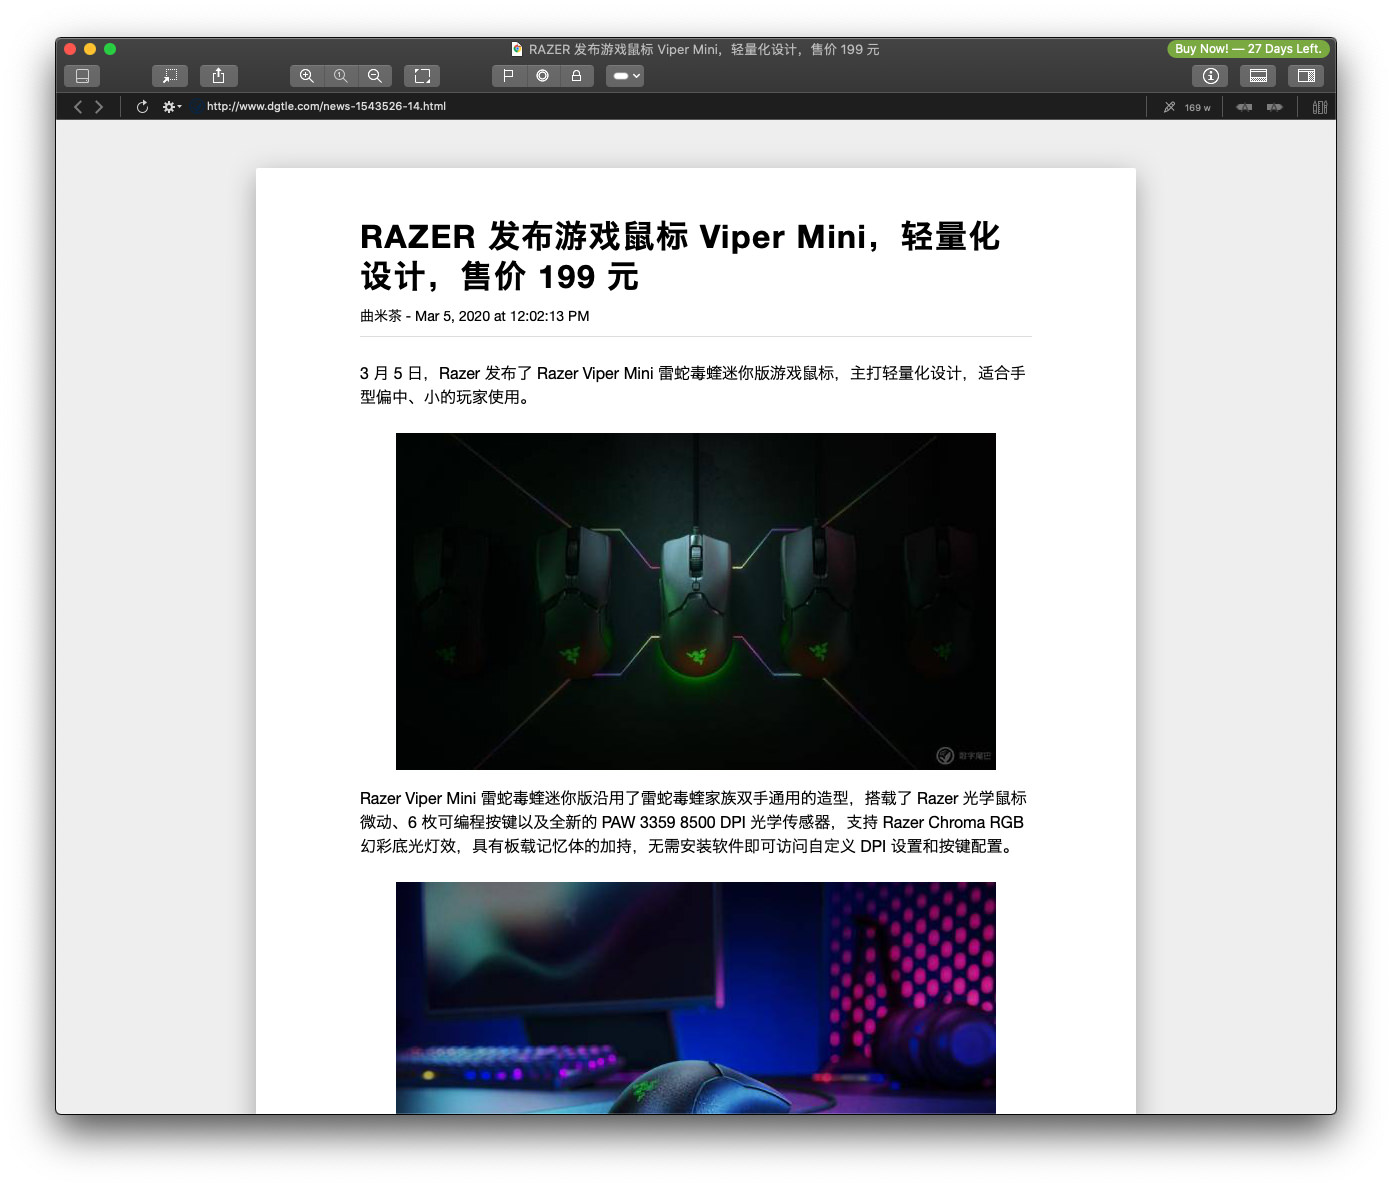 RAZER 发布游戏鼠标 Viper Mini，轻量化设计，售价 199 元
Buy Now! — 27 Days Left.
http://www.dgtle.com/news-1543526-14.html
169 w
RAZER 发布游戏鼠标 Viper Mini，轻量化
设计，售价 199 元
曲米茶 - Mar 5, 2020 at 12:02:13 PM
3 月 5 日，Razer 发布了 Razer Viper Mini 雷蛇毒蝰迷你版游戏鼠标，主打轻量化设计，适合手
型偏中、小的玩家使用。
数字尾巴
Razer Viper Mini 雷蛇毒蝰迷你版沿用了雷蛇毒蝰家族双手通用的造型，搭载了 Razer 光学鼠标
微动、6 枚可编程按键以及全新的 PAW 3359 8500 DPI 光学传感器，支持 Razer Chroma RGB
幻彩底光灯效，具有板载记忆体的加持，无需安装软件即可访问自定义 DPI 设置和按键配置。